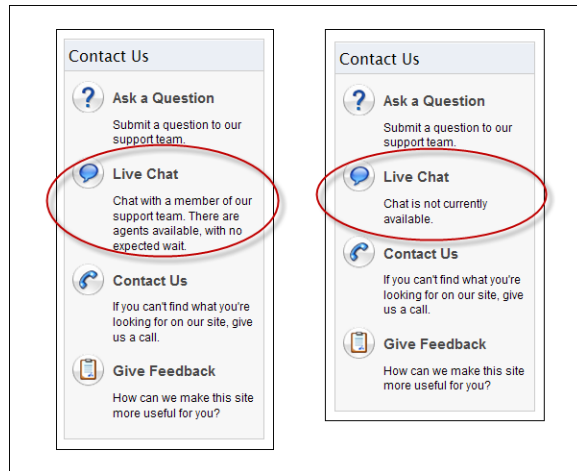 Contact Us
Ask a Question
Submit a question to our
support team.
Live Chat
Chat with a member of our
support team. There are
agents available, with no
expected wait.
Contact Us
If you can't find what you're
looking for on our site, give
us a call.
Give Feedback
How can we make this site
more useful for you?
Contact Us
Ask a Question
Submit a question to our
support team.
Live Chat
Chat is not currently
available.
Contact Us
If you can't find what you're
looking for on our site, give
us a call.
Give Feedback
How can we make this site
more useful for you?